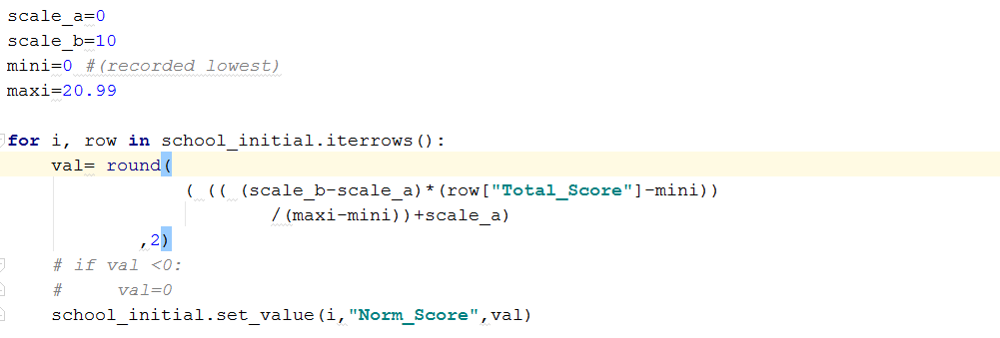 scale_a=0
scale_b=10
mini=0 #(recorded lowest)
maxi=20.99
for i, row in school_initial.iterrows():
val= round(
( (( (scale_b-scale_a)*(row["Total_Score"]-mini))
/(maxi-mini))+scale_a)
,2)
# if val <0:
#     val=0
school_initial.set_value(i,"Norm_Score",val)